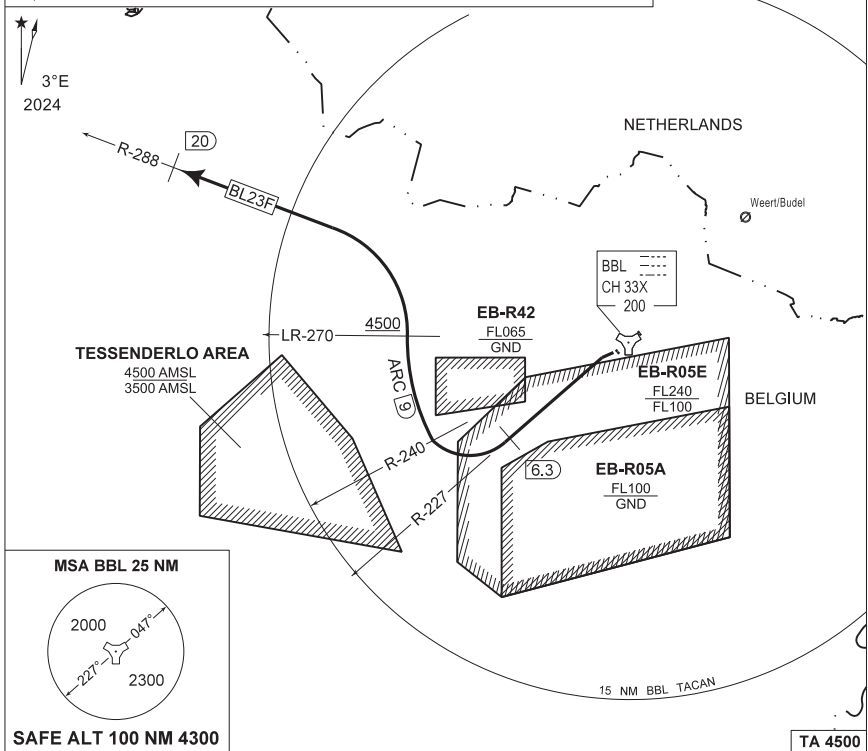 3°E
2024
R-288
20
BL23F
NETHERLANDS
Weert/Budel
BBL
CH 33X
200
EB-R42
FL065
GND
LR-270
4500
TESSENDERLO AREA
4500 AMSL
3500 AMSL
ARC 9
EB-R05E
FL240
FL100
BELGIUM
R-240
6.3
EB-R05A
FL100
GND
R-227
MSA BBL 25 NM
2000
047°
227°
2300
SAFE ALT 100 NM 4300
15 NM BBL TACAN
TA 4500